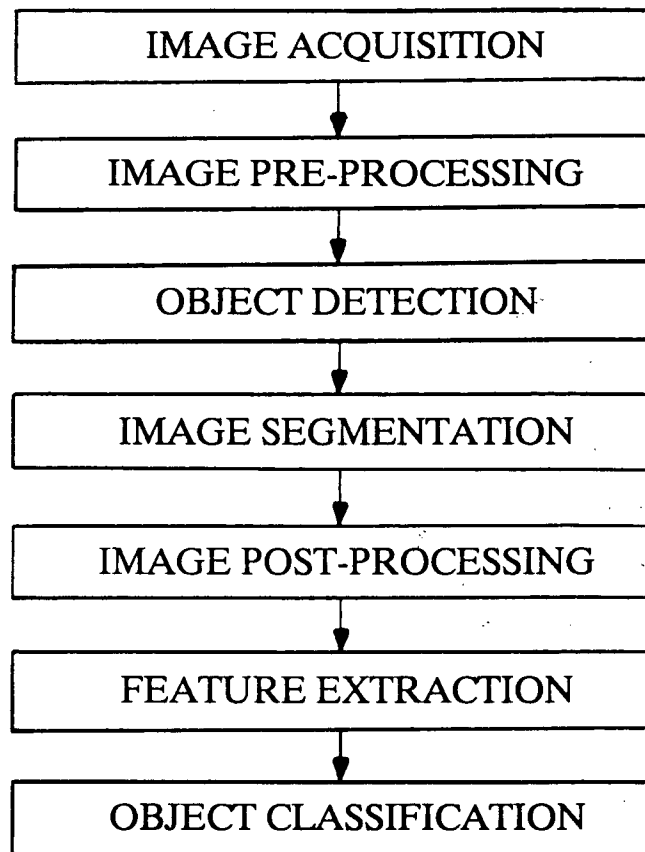 IMAGE ACQUISITION
IMAGE PRE-PROCESSING
OBJECT DETECTION
IMAGE SEGMENTATION
IMAGE POST-PROCESSING
FEATURE EXTRACTION
OBJECT CLASSIFICATION